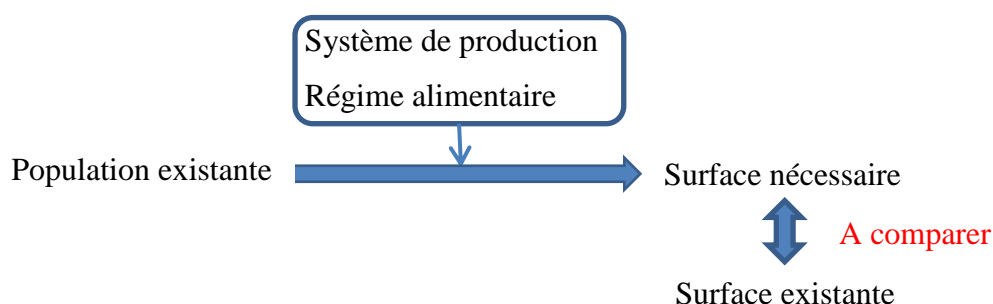 Système de production
Régime alimentaire
Population existante
Surface nécessaire
A comparer
Surface existante